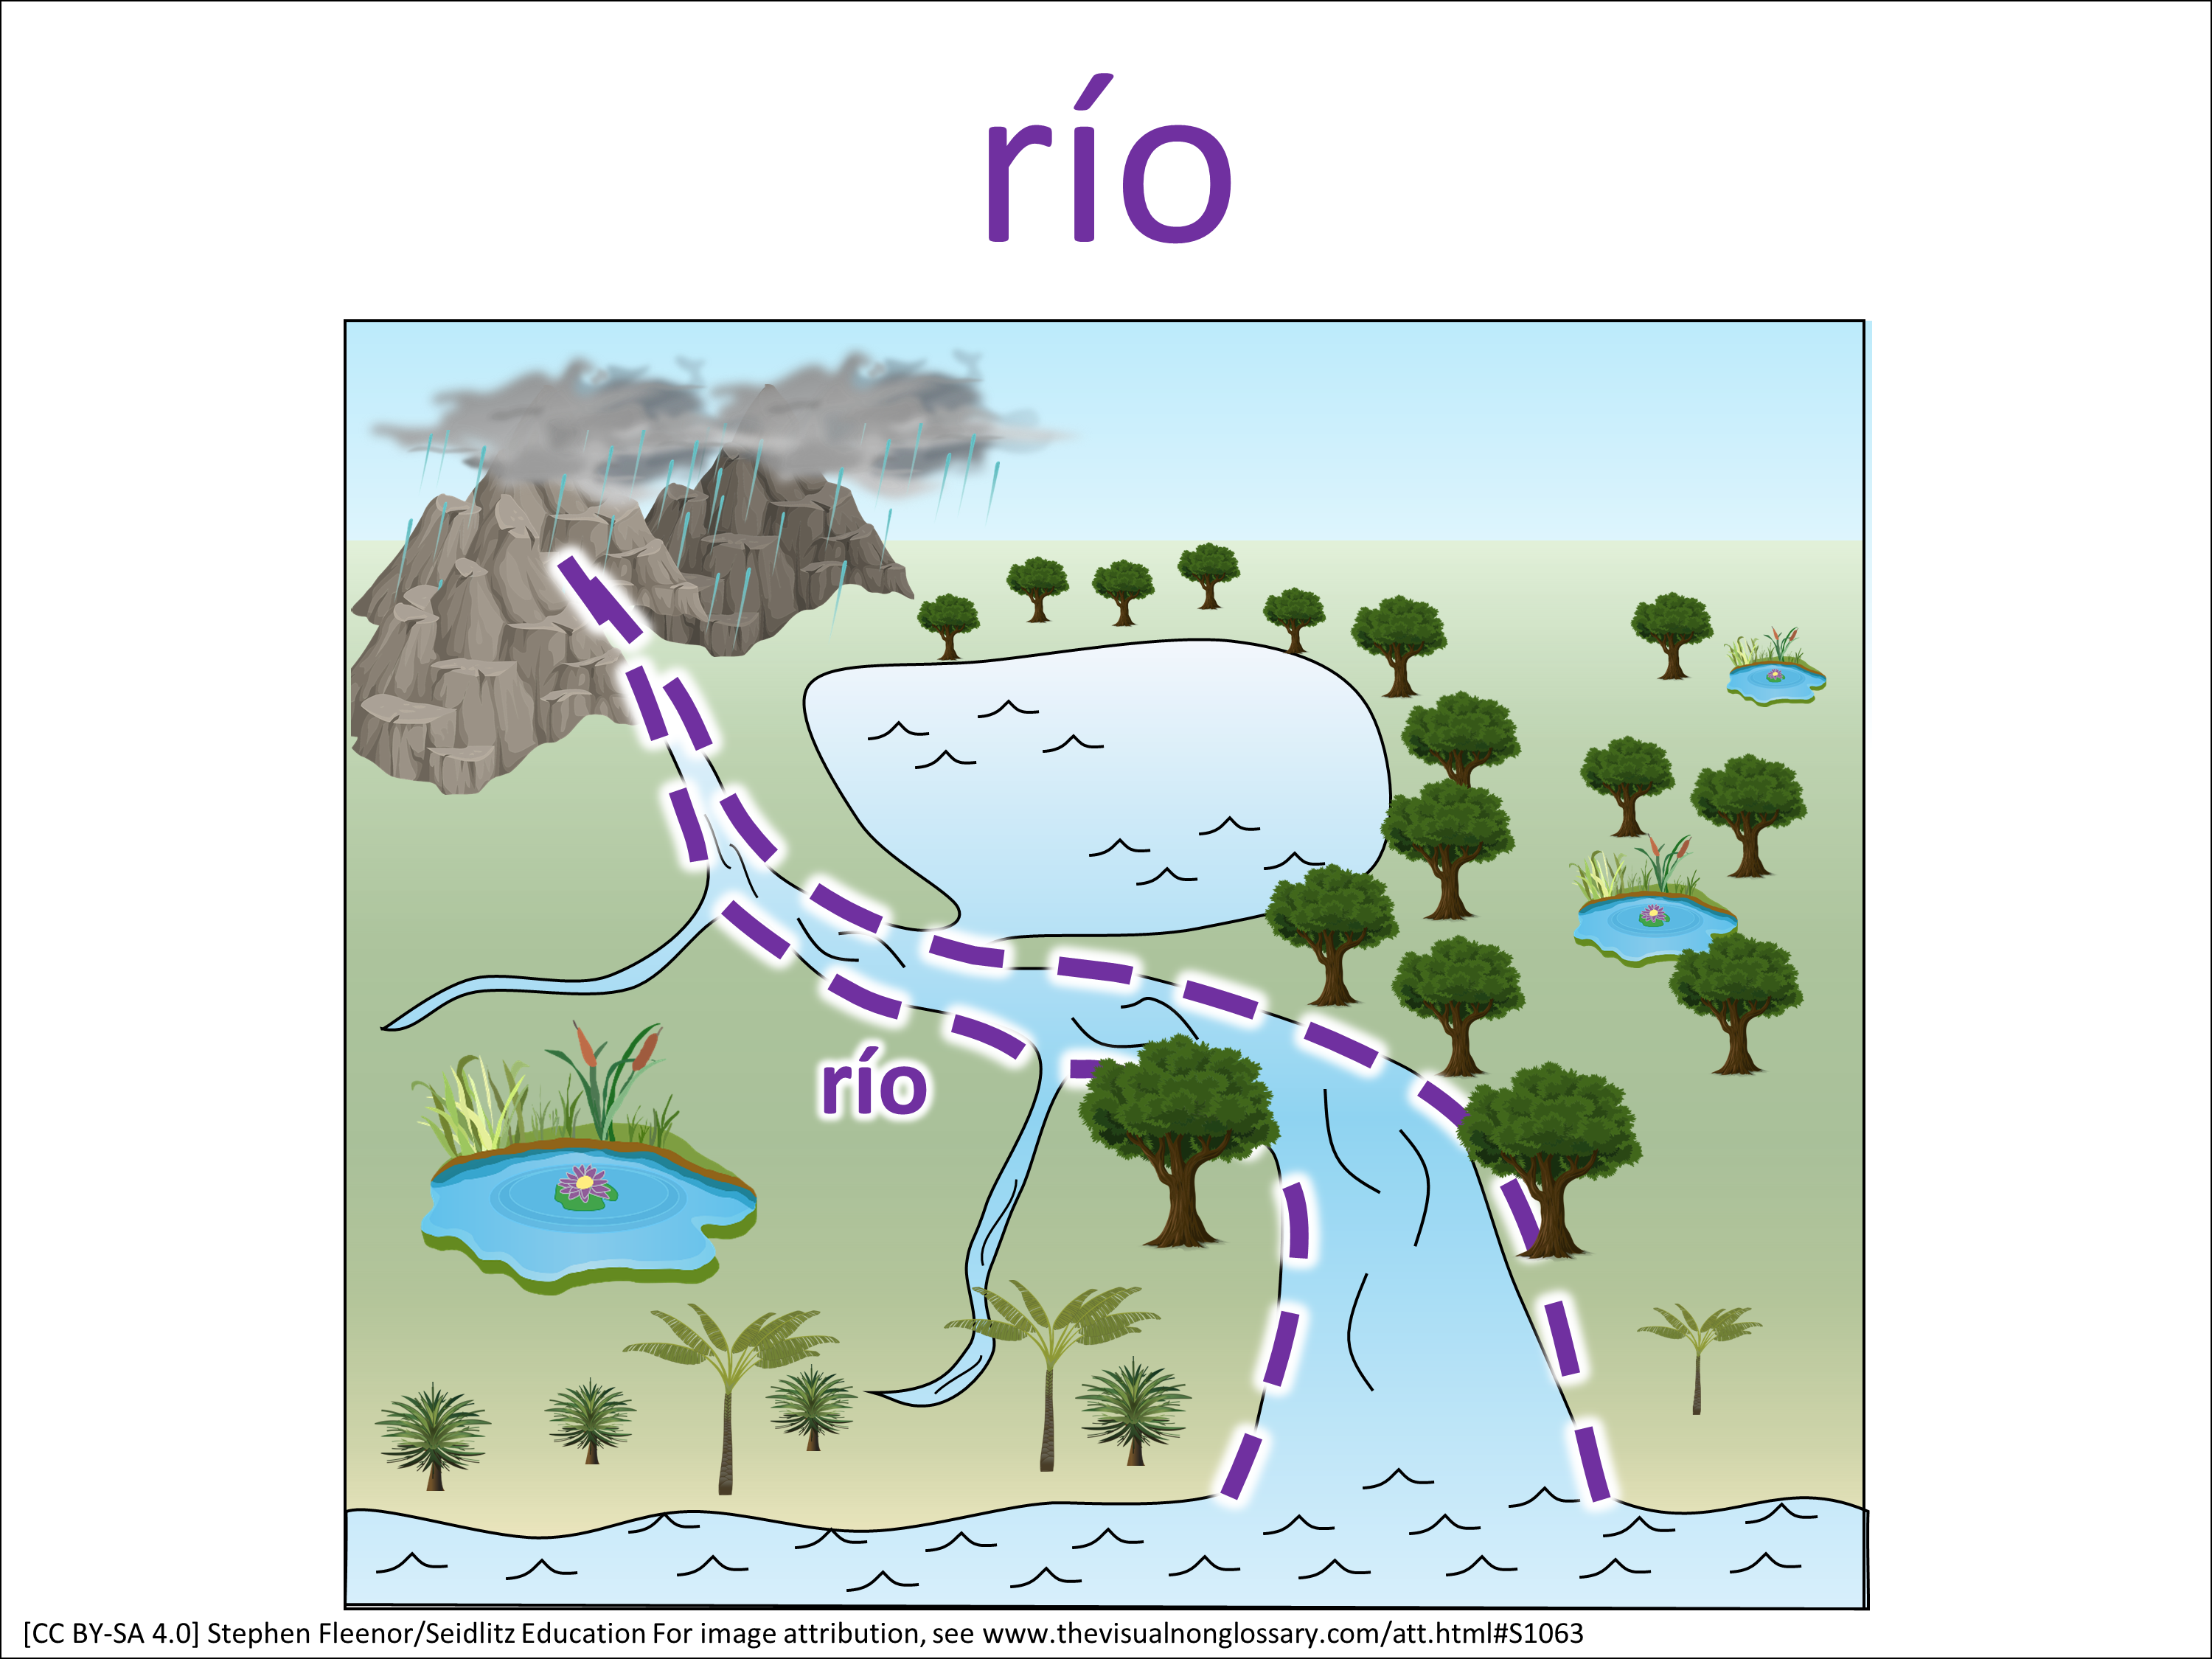 río
río
[CC BY-SA 4.0] Stephen Fleenor/Seidlitz Education For image attribution, see www.thevisualnonglossary.com/att.html#S1063